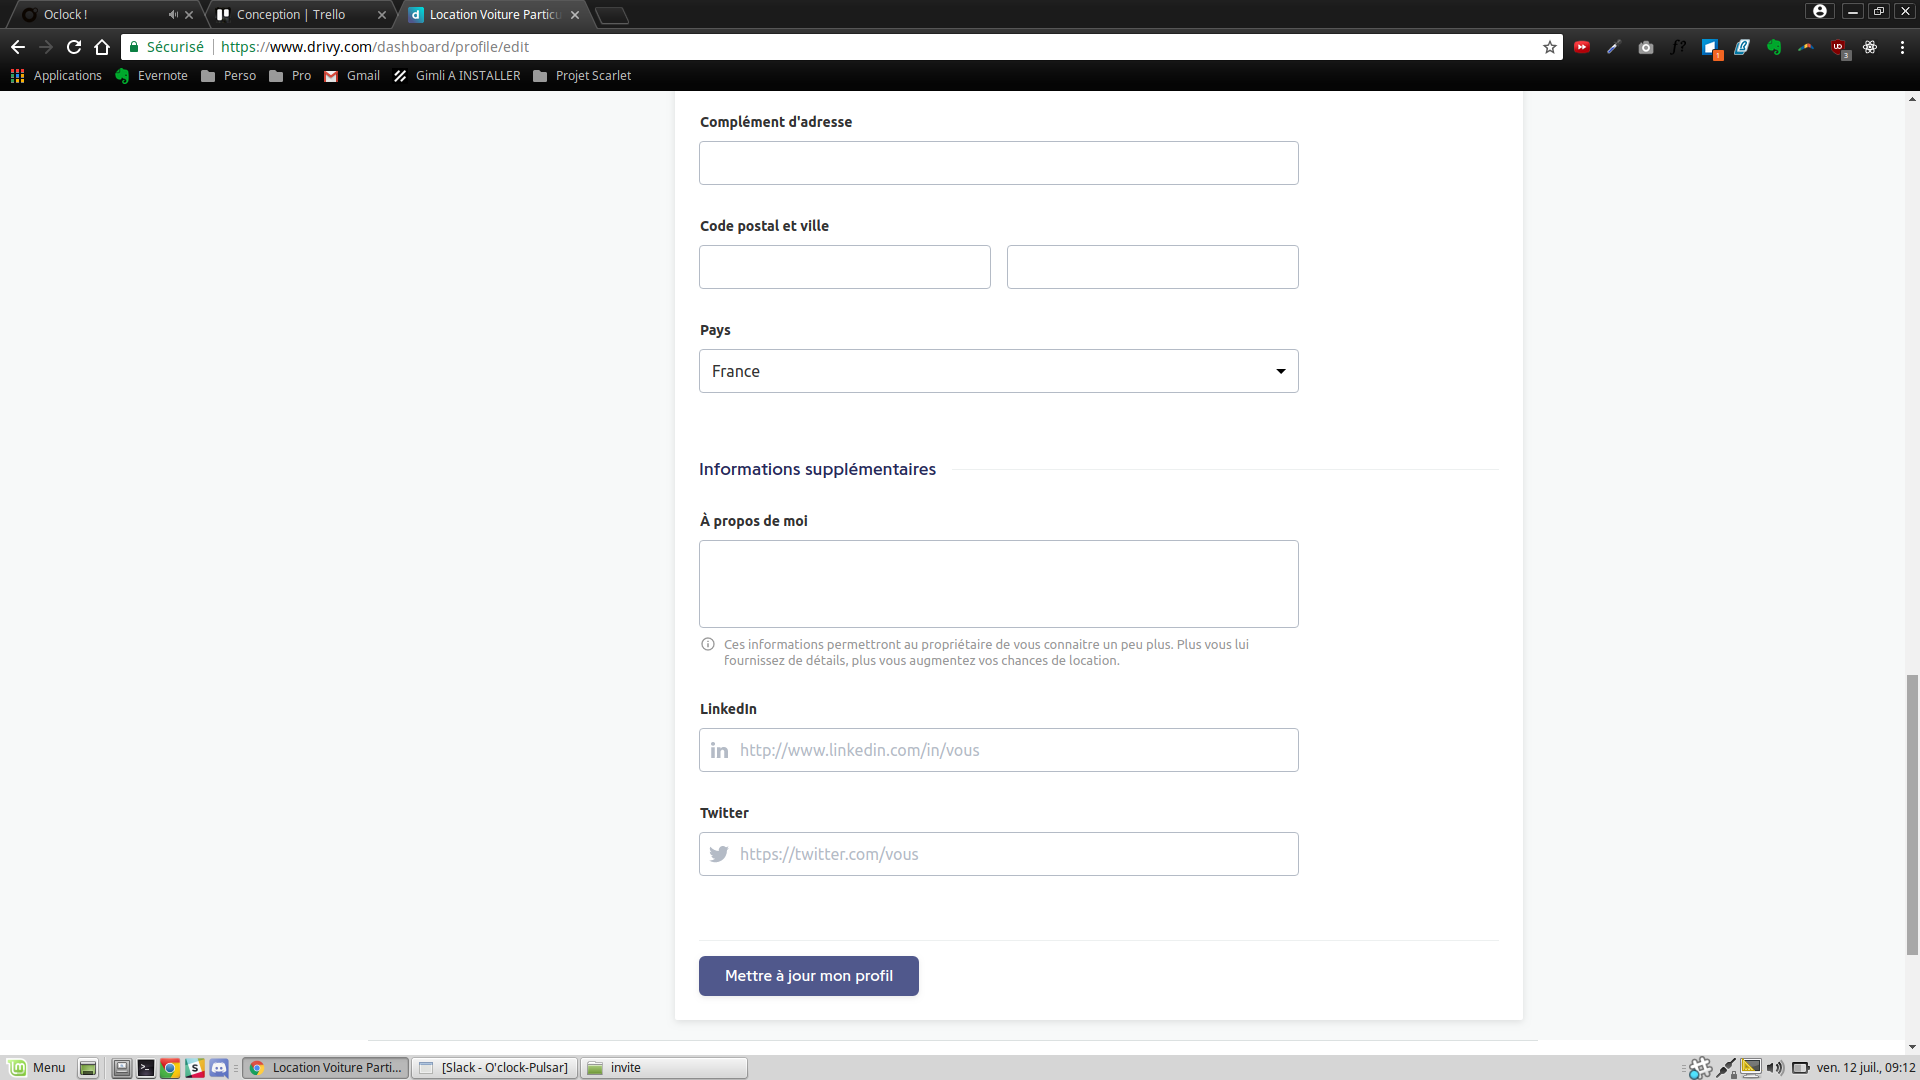 Oclock !
Conception | Trello
Location Voiture Particu
Sécurisé
https://www.drivy.com/dashboard/profile/edit
Applications
Evernote
Perso
Pro
Gmail
Gimli A INSTALLER
Projet Scarlet
Complément d'adresse
Code postal et ville
Pays
France
Informations supplémentaires
À propos de moi
Ces informations permettront au propriétaire de vous connaitre un peu plus. Plus vous lui
fournissez de détails, plus vous augmentez vos chances de location.
LinkedIn
http://www.linkedin.com/in/vous
Twitter
https://twitter.com/vous
Mettre à jour mon profil
Menu
Location Voiture Parti...
[Slack - O'clock-Pulsar]
invite
ven. 12 juil., 09:12